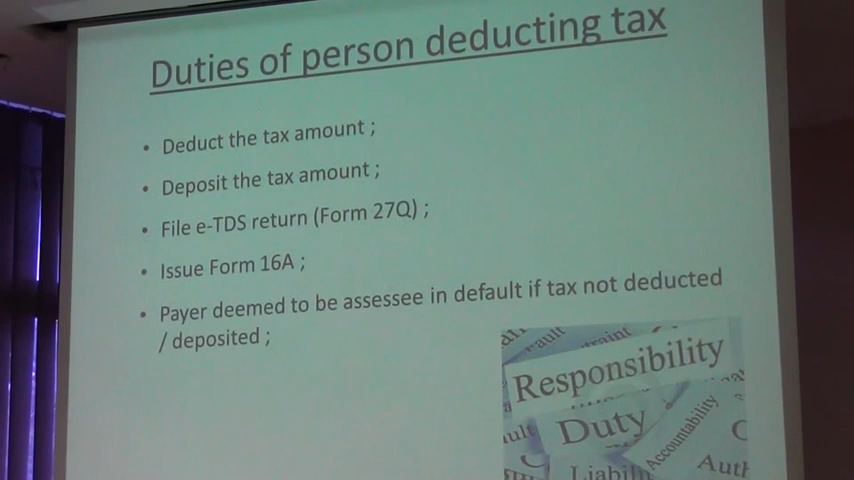 Duties of person deducting tax
• Deduct the tax amount ;
• Deposit the tax amount ;
• File e-TDS return (Form 27Q) ;
• Issue Form 16A ;
• Payer deemed to be assessee in default if tax not deducted
/ deposited ;
Responsibility
Duty
Accountability